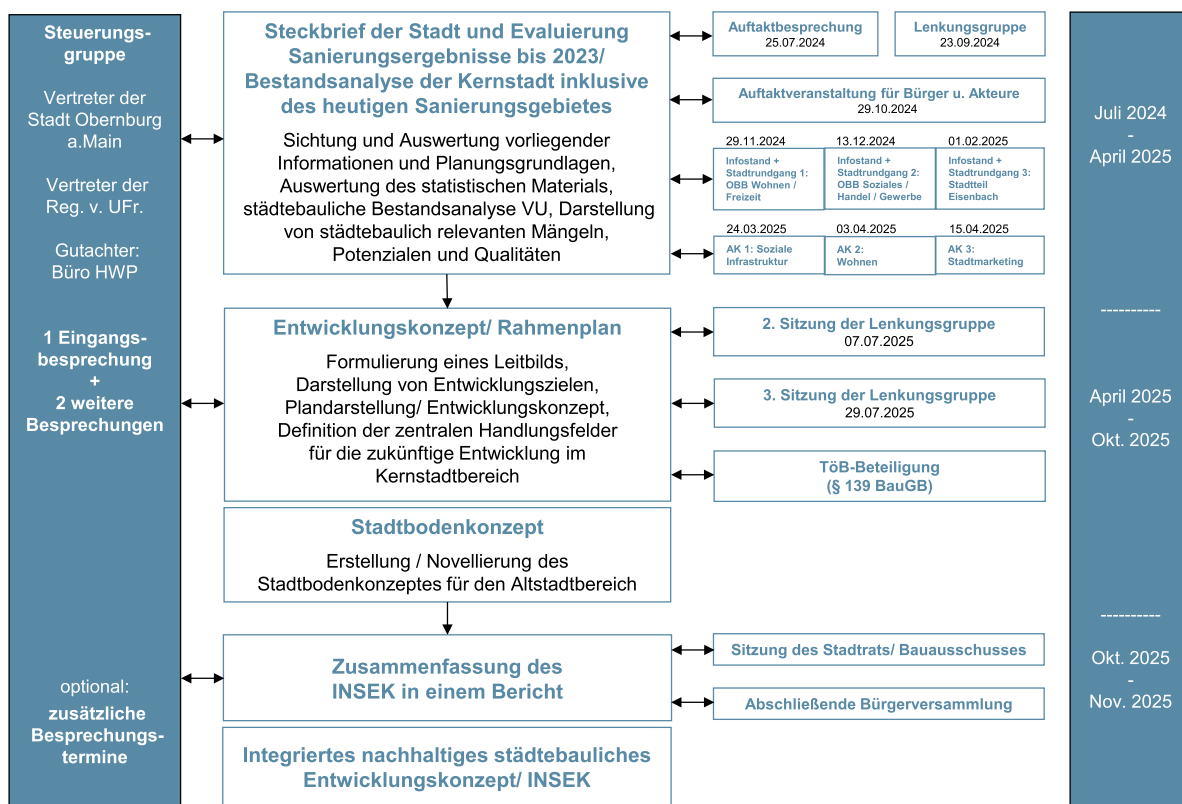 Steuerungs-
gruppe
Vertreter der
Stadt Obernburg
a.Main
Vertreter der
Reg. v. UFr.
Gutachter:
Büro HWP
1 Eingangs-
besprechung
+
2 weitere
Besprechungen
optional:
zusätzliche
Besprechungs-
termine
Steckbrief der Stadt und Evaluierung
Sanierungsergebnisse bis 2023/
Bestandsanalyse der Kernstadt inklusive
des heutigen Sanierungsgebietes
Sichtung und Auswertung vorliegender
Informationen und Planungsgrundlagen,
Auswertung des statistischen Materials,
städtebauliche Bestandsanalyse VU, Darstellung
von städtebaulich relevanten Mängeln,
Potenzialen und Qualitäten
Entwicklungskonzept/ Rahmenplan
Formulierung eines Leitbilds,
Darstellung von Entwicklungszielen,
Plandarstellung/ Entwicklungskonzept,
Definition der zentralen Handlungsfelder
für die zukünftige Entwicklung im
Kernstadtbereich
Stadtbodenkonzept
Erstellung / Novellierung des
Stadtbodenkonzeptes für den Altstadtbereich
Zusammenfassung des
INSEK in einem Bericht
Integriertes nachhaltiges städtebauliches
Entwicklungskonzept/ INSEK
Auftaktbesprechung
25.07.2024
Lenkungsgruppe
23.09.2024
Auftaktveranstaltung für Bürger u. Akteure
29.10.2024
29.11.2024
Infostand +
Stadtrundgang 1:
OBB Wohnen /
Freizeit
13.12.2024
Infostand +
Stadtrundgang 2:
OBB Soziales /
Handel / Gewerbe
01.02.2025
Infostand +
Stadtrundgang 3:
Stadtteil
Eisenbach
24.03.2025
AK 1: Soziale
Infrastruktur
03.04.2025
AK 2:
Wohnen
15.04.2025
AK 3:
Stadtmarketing
2. Sitzung der Lenkungsgruppe
07.07.2025
3. Sitzung der Lenkungsgruppe
29.07.2025
TöB-Beteiligung
(§ 139 BauGB)
Sitzung des Stadtrats/ Bauausschusses
Abschließende Bürgerversammlung
Juli 2024
-
April 2025
----------
April 2025
-
Okt. 2025
----------
Okt. 2025
-
Nov. 2025